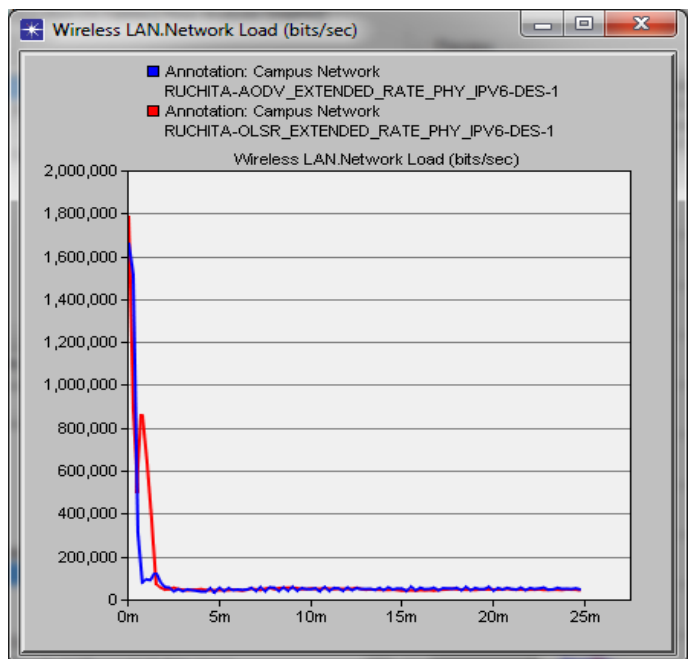 Wireless LAN.Network Load (bits/sec)
Annotation: Campus Network
RUCHITA-AODV_EXTENDED_RATE_PHY_IPV6-DES-1
Annotation: Campus Network
RUCHITA-OLSR_EXTENDED_RATE_PHY_IPV6-DES-1
Wireless LAN.Network Load (bits/sec)
2,000,000
1,800,000
1,600,000
1,400,000
1,200,000
1,000,000
800,000
600,000
400,000
200,000
0
0m 5m 10m 15m 20m 25m